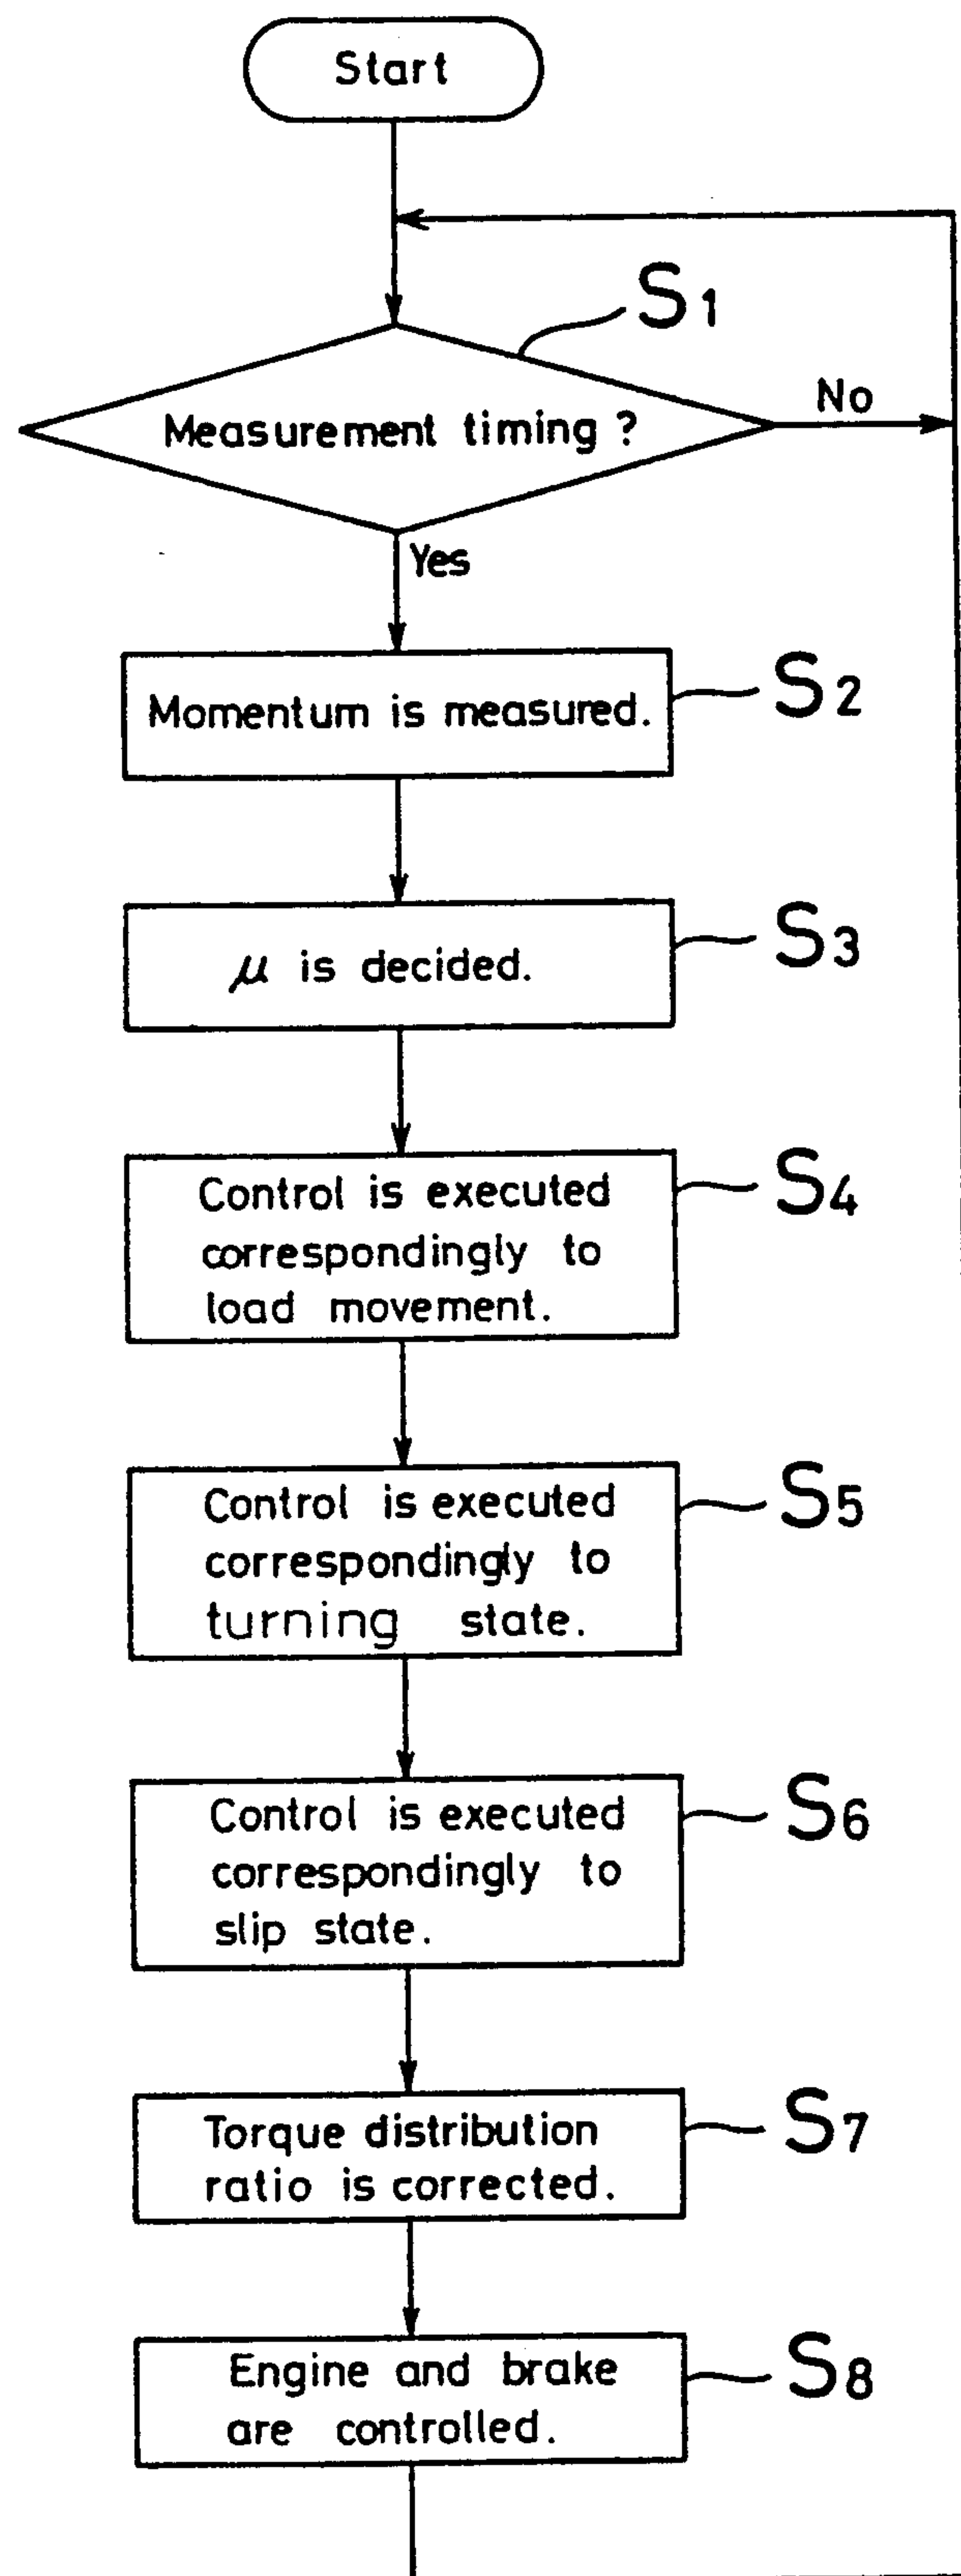 Start
S1
Measurement timing ?
No
Yes
Momentum is measured.
S2
μ is decided.
S3
Control is executed
correspondingly to
load movement.
S4
Control is executed
correspondingly to
turning state.
S5
Control is executed
correspondingly to
slip state.
S6
Torque distribution
ratio is corrected.
S7
Engine and brake
are controlled.
S8